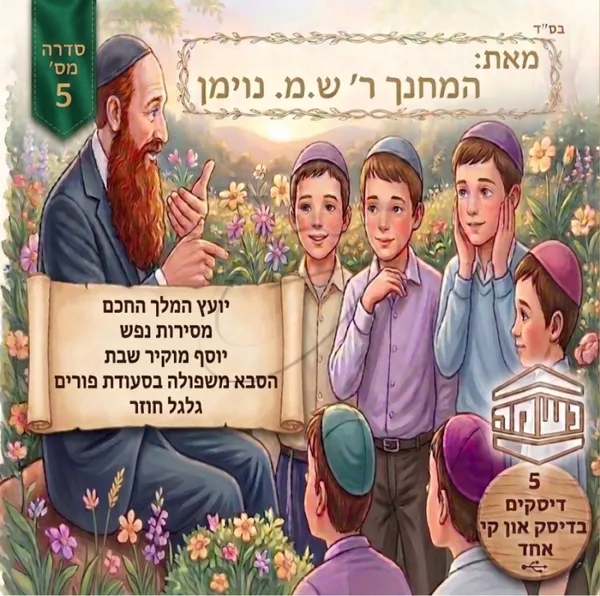 בס"ד
סדרה
מס'
5
מאת:
המחנך ר' ש.מ. נוימן
יועץ המלך החכם
מסירות נפש
יוסף מוקיר שבת
הסבא משפולה בסעודת פורים
גלגל חוזר
5
דיסקים
בדיסק און קי
אחד